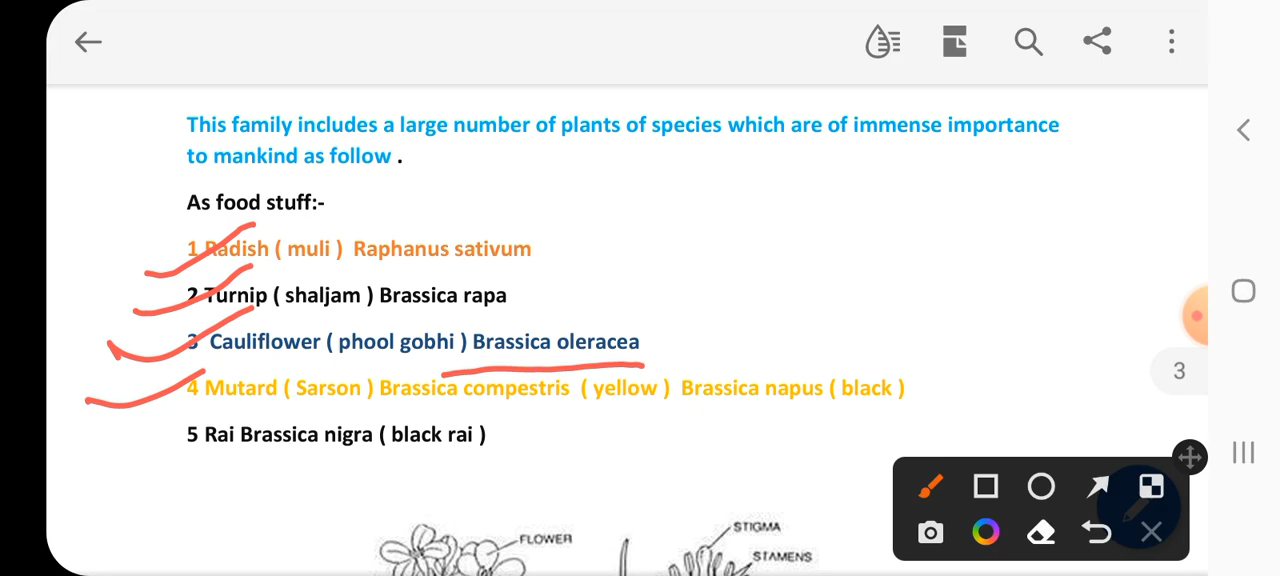 This family includes a large number of plants of species which are of immense importance
to mankind as follow .
As food stuff:-
1 Radish ( muli ) Raphanus sativum
2 Turnip ( shaljam ) Brassica rapa
3 Cauliflower ( phool gobhi ) Brassica oleracea
4 Mutard ( Sarson ) Brassica compestris ( yellow ) Brassica napus ( black )
5 Rai Brassica nigra ( black rai )
3
FLOWER
STIGMA
STAMENS